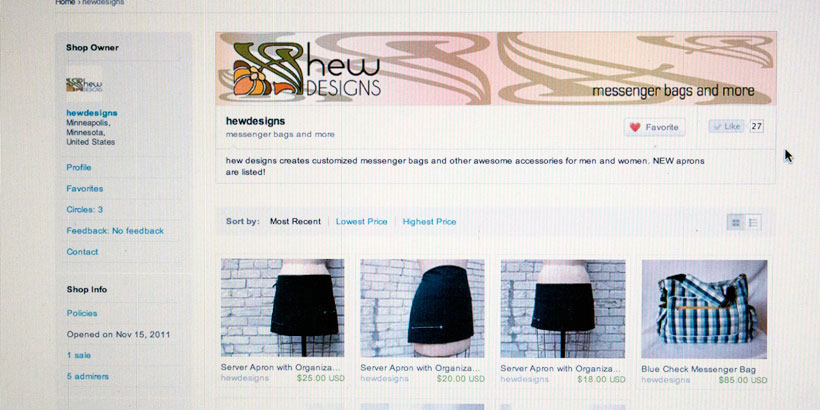 Home › hewdesigns
Shop Owner
hew
DESIGNS
hewdesigns
Minneapolis,
Minnesota,
United States
Profile
Favorites
Circles: 3
Feedback: No feedback
Contact
Shop Info
Policies
Opened on Nov 15, 2011
1 sale
5 admirers
hew
DESIGNS
messenger bags and more
hewdesigns
messenger bags and more
Favorite
Like
27
hew designs creates customized messenger bags and other awesome accessories for men and women. NEW aprons
are listed!
Sort by: Most Recent Lowest Price Highest Price
Server Apron with Organiza...
hewdesigns $25.00 USD
Server Apron with Organiza...
hewdesigns $20.00 USD
Server Apron with Organiza...
hewdesigns $18.00 USD
Blue Check Messenger Bag
hewdesigns $85.00 USD